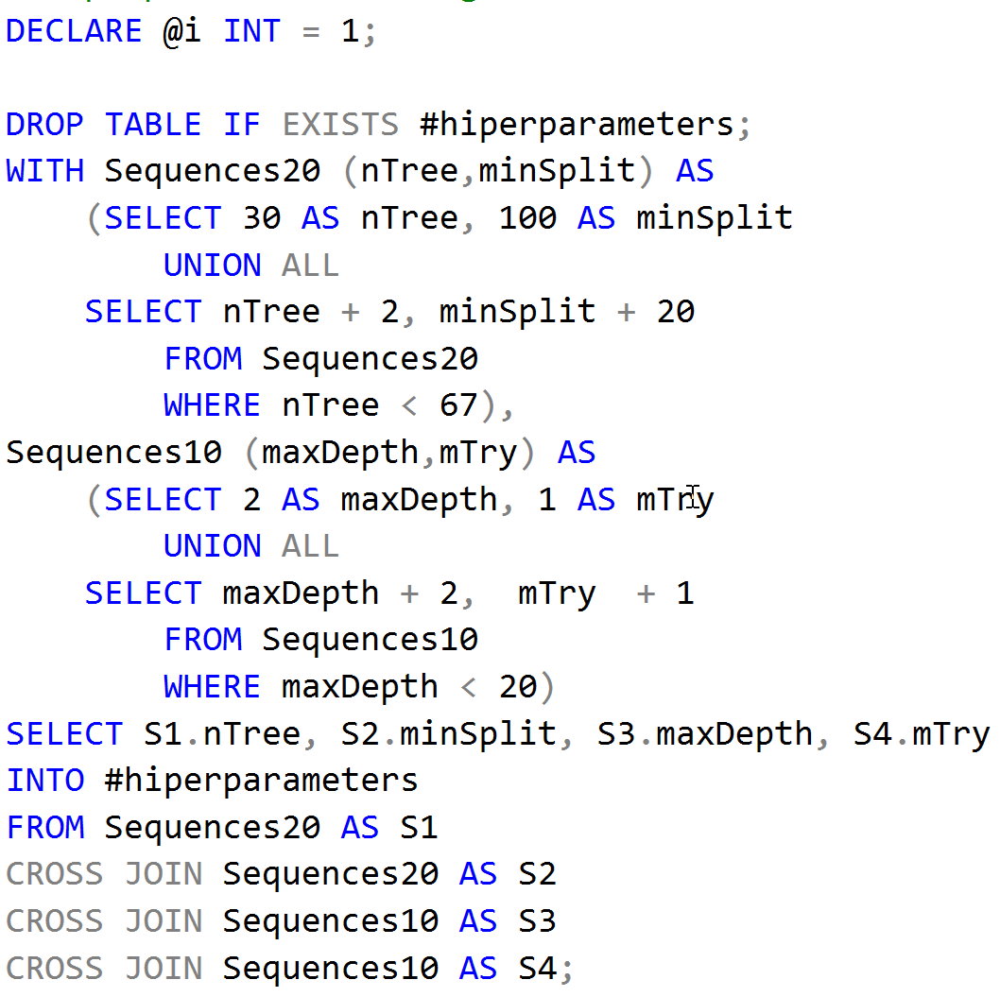 DECLARE @i INT = 1;
DROP TABLE IF EXISTS #hiperparameters;
WITH Sequences20 (nTree,minSplit) AS
(SELECT 30 AS nTree, 100 AS minSplit
UNION ALL
SELECT nTree + 2, minSplit + 20
FROM Sequences20
WHERE nTree < 67),
Sequences10 (maxDepth,mTry) AS
(SELECT 2 AS maxDepth, 1 AS mTry
UNION ALL
SELECT maxDepth + 2,  mTry  + 1
FROM Sequences10
WHERE maxDepth < 20)
SELECT S1.nTree, S2.minSplit, S3.maxDepth, S4.mTry
INTO #hiperparameters
FROM Sequences20 AS S1
CROSS JOIN Sequences20 AS S2
CROSS JOIN Sequences10 AS S3
CROSS JOIN Sequences10 AS S4;